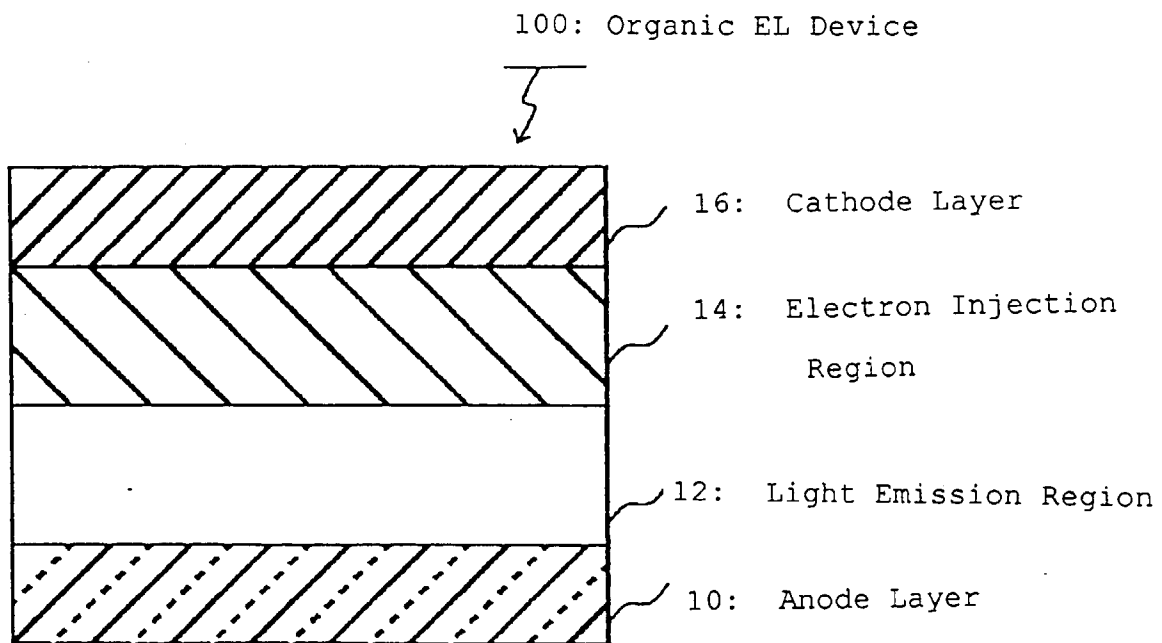 100: Organic EL Device
16: Cathode Layer
14: Electron Injection
Region
12: Light Emission Region
10: Anode Layer